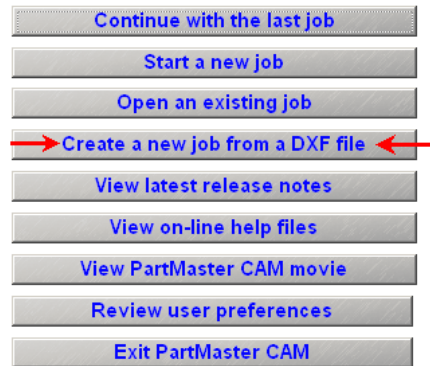 Continue with the last job
Start a new job
Open an existing job
Create a new job from a DXF file
View latest release notes
View on-line help files
View PartMaster CAM movie
Review user preferences
Exit PartMaster CAM